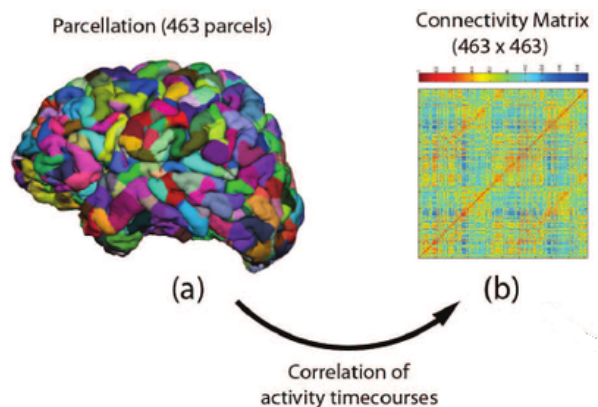 Parcellation (463 parcels)
Connectivity Matrix
(463 x 463)
(a)
(b)
Correlation of
activity timecourses